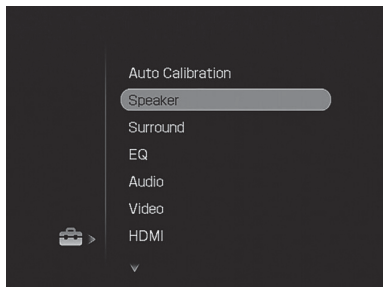 Auto Calibration
Speaker
Surround
EQ
Audio
Video
HDMI